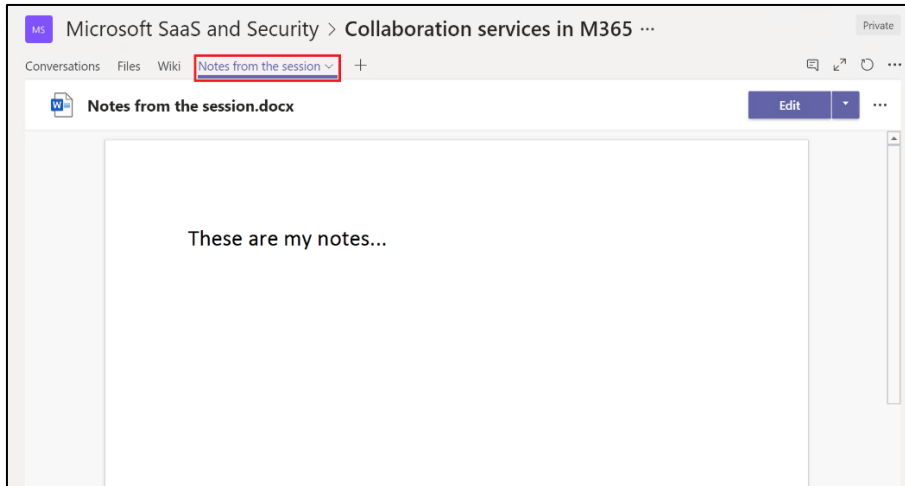 MS Microsoft SaaS and Security > Collaboration services in M365 ··· Private
Conversations Files Wiki Notes from the session +
Notes from the session.docx Edit ···
These are my notes...